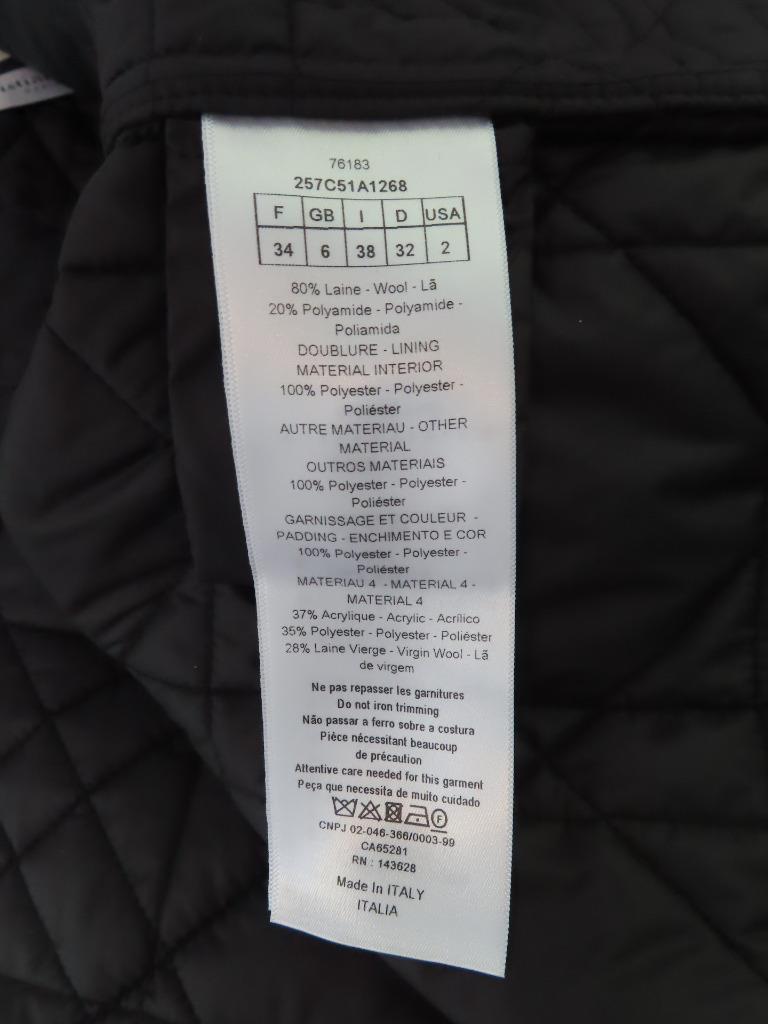 76183
257C51A1268
F GB I D USA
34 6 38 32 2
80% Laine - Wool - Lã
20% Polyamide - Polyamide -
Poliamida
DOUBLURE - LINING
MATERIAL INTERIOR
100% Polyester - Polyester -
Poliéster
AUTRE MATERIAU - OTHER
MATERIAL
OUTROS MATERIAIS
100% Polyester - Polyester -
Poliéster
GARNISSAGE ET COULEUR -
PADDING - ENCHIMENTO E COR
100% Polyester - Polyester -
Poliéster
MATERIAU 4 - MATERIAL 4 -
MATERIAL 4
37% Acrylique - Acrylic - Acrílico
35% Polyester - Polyester - Poliéster
28% Laine Vierge - Virgin Wool - Lã
de virgem
Ne pas repasser les garnitures
Do not iron trimming
Não passar a ferro sobre a costura
Pièce nécessitant beaucoup
de précaution
Attentive care needed for this garment
Peça que necessita de muito cuidado
F
CNPJ 02-046-366/0003-99
CA65281
RN : 143628
Made In ITALY
ITALIA